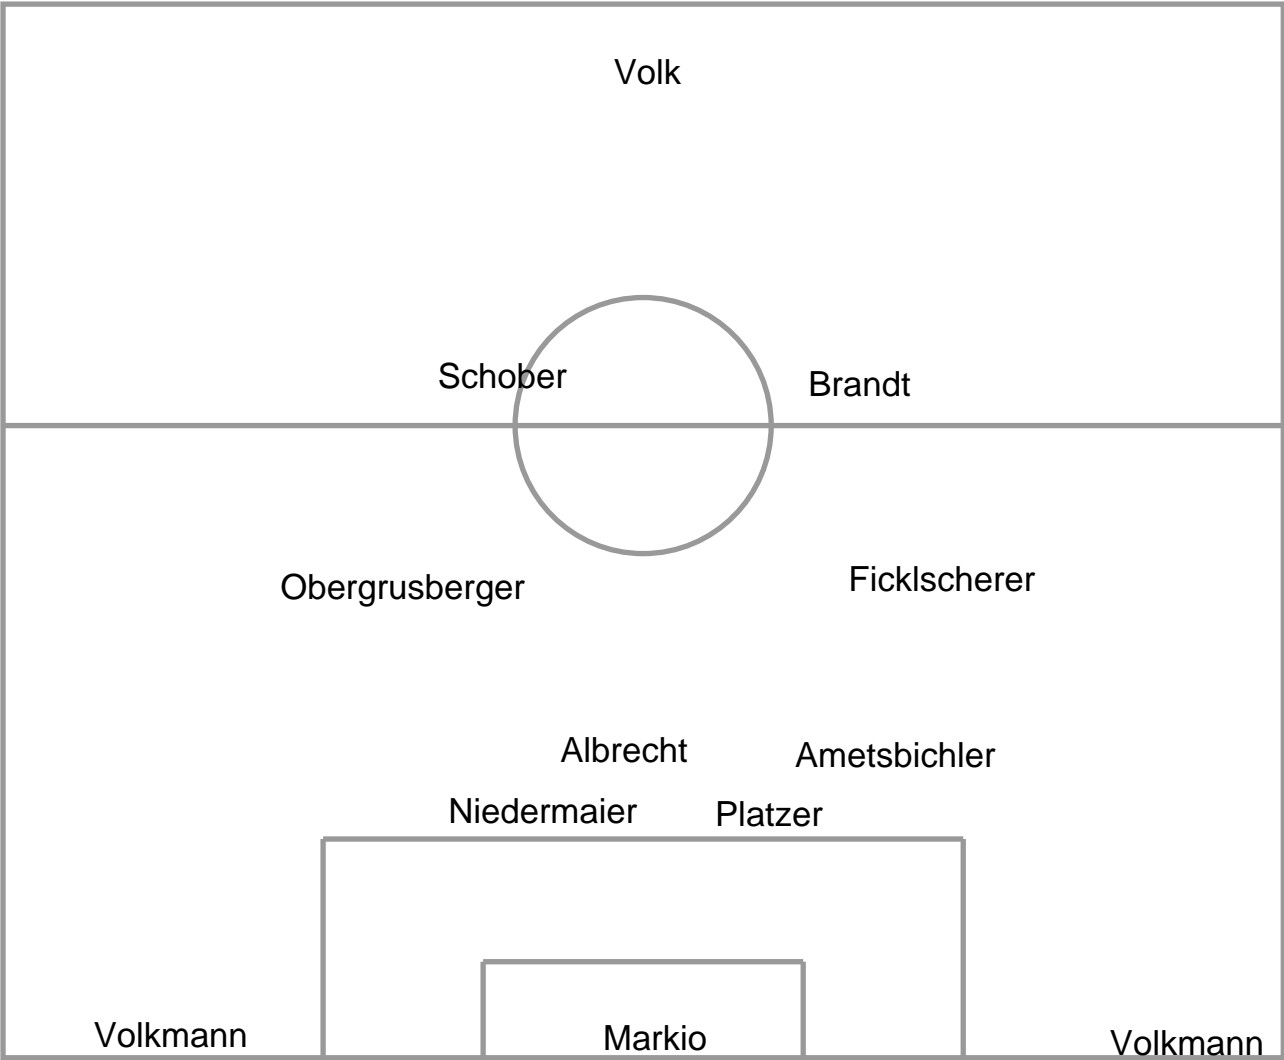 Volk
Schober
Brandt
Obergrusberger
Ficklscherer
Albrecht
Ametsbichler
Niedermaier
Platzer
Volkmann
Markio
Volkmann